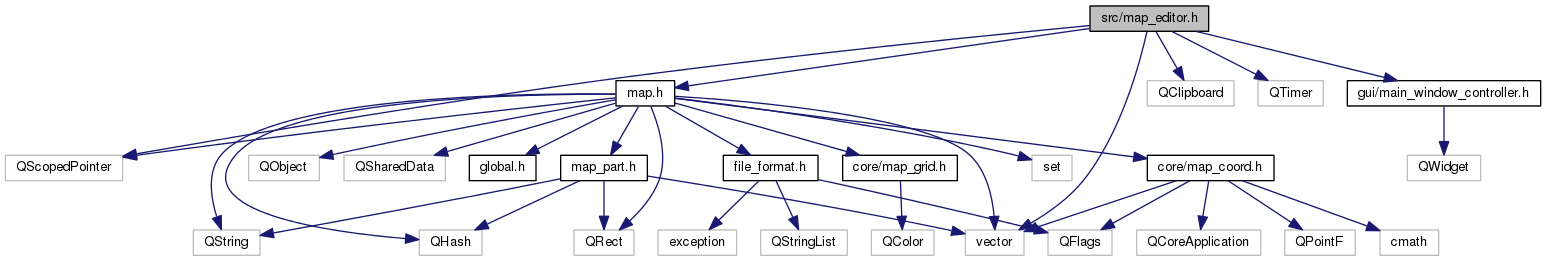 src/map_editor.h
map.h
QClipboard
QTimer
gui/main_window_controller.h
QScopedPointer
QObject
QSharedData
global.h
map_part.h
file_format.h
core/map_grid.h
set
core/map_coord.h
QWidget
QString
QHash
QRect
exception
QStringList
QColor
vector
QFlags
QCoreApplication
QPointF
cmath